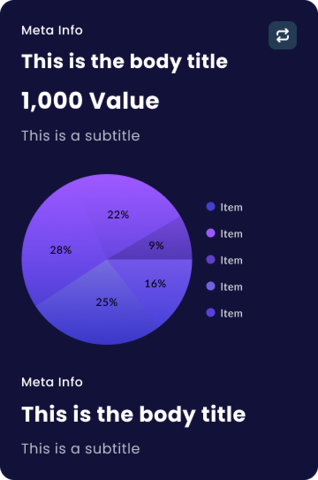 Meta Info
This is the body title
1,000 Value
This is a subtitle
22%
9%
28%
16%
25%
Item
Item
Item
Item
Item
Meta Info
This is the body title
This is a subtitle